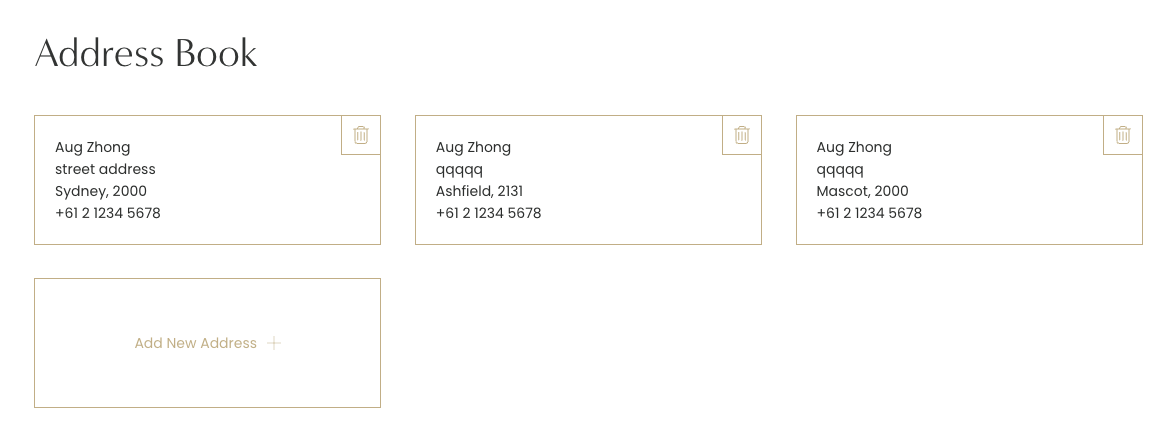 Address Book
Aug Zhong
street address
Sydney, 2000
+61 2 1234 5678
Aug Zhong
qqqqq
Ashfield, 2131
+61 2 1234 5678
Aug Zhong
qqqqq
Mascot, 2000
+61 2 1234 5678
Add New Address +